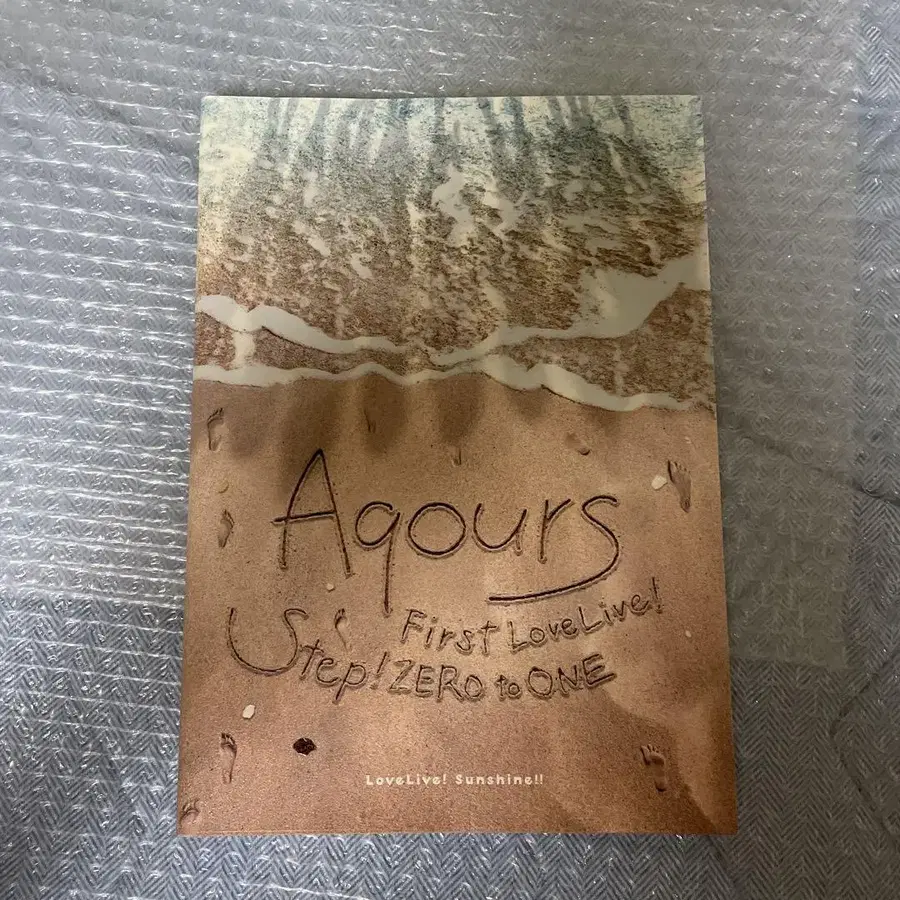 Aqours
First LoveLive!
Step! ZERO to ONE
LoveLive! Sunshine!!